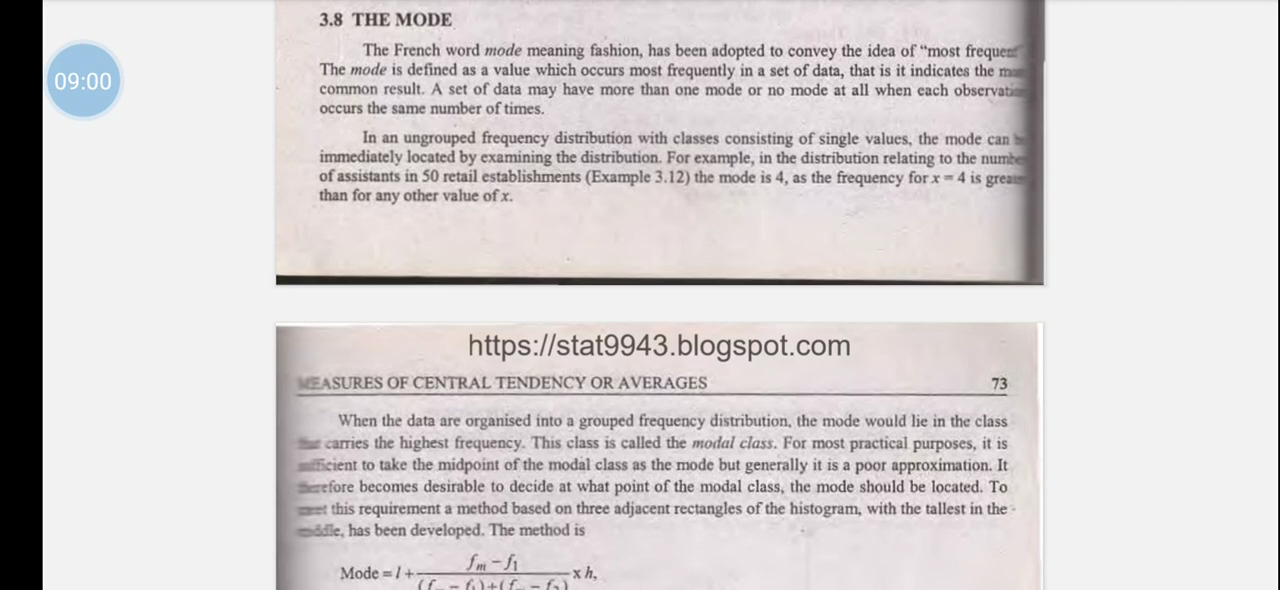 3.8 THE MODE
09:00
The French word mode meaning fashion, has been adopted to convey the idea of "most
The mode is defined as a value which occurs most frequently in a set of data, that is it indicates the
common result. A set of data may have more than one mode or no mode at all when each
occurs the same number of times.
In an ungrouped frequency distribution with classes consisting of single values, the mode can
immediately located by examining the distribution. For example, in the distribution relating to the
of assistants in 50 retail establishments (Example 3.12) the mode is 4, as the frequency for x = 4 is
than for any other value of x.
https://stat9943.blogspot.com
MEASURES OF CENTRAL TENDENCY OR AVERAGES 73
When the data are organised into a grouped frequency distribution, the mode would lie in the class
carries the highest frequency. This class is called the modal class. For most practical purposes, it is
to take the midpoint of the modal class as the mode but generally it is a poor approximation. It
becomes desirable to decide at what point of the modal class, the mode should be located. To
this requirement a method based on three adjacent rectangles of the histogram, with the tallest in the
has been developed. The method is
Mode = l + fm − f1 x h,